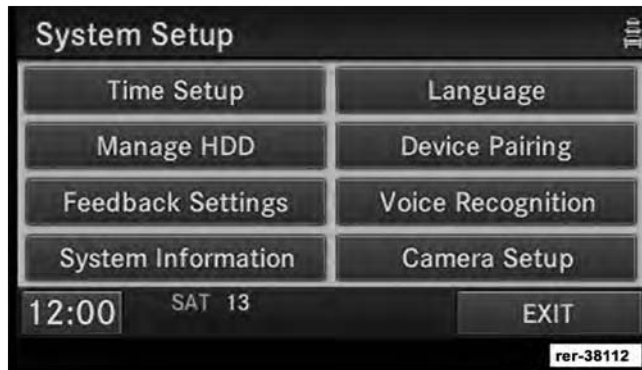 System Setup
Time Setup
Language
Manage HDD
Device Pairing
Feedback Settings
Voice Recognition
System Information
Camera Setup
12:00
SAT 13
EXIT
rer-38112